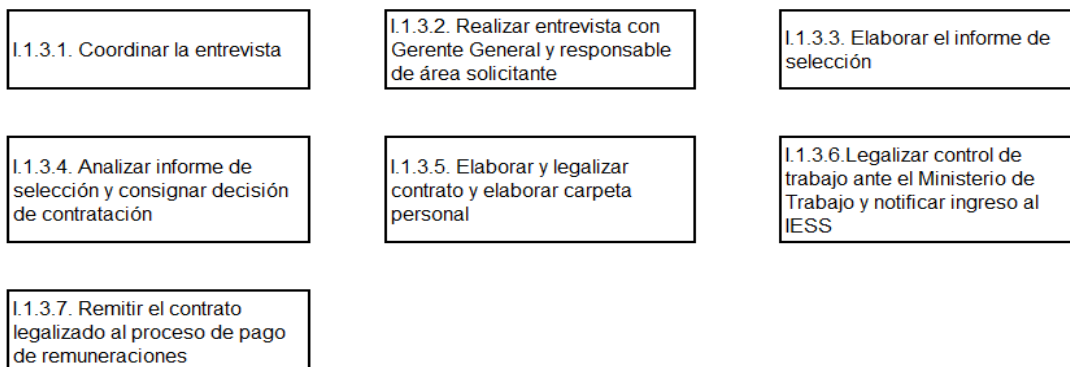 I.1.3.1. Coordinar la entrevista
I.1.3.2. Realizar entrevista con
Gerente General y responsable
de área solicitante
I.1.3.3. Elaborar el informe de
selección
I.1.3.4. Analizar informe de
selección y consignar decisión
de contratación
I.1.3.5. Elaborar y legalizar
contrato y elaborar carpeta
personal
I.1.3.6.Legalizar control de
trabajo ante el Ministerio de
Trabajo y notificar ingreso al
IESS
I.1.3.7. Remitir el contrato
legalizado al proceso de pago
de remuneraciones